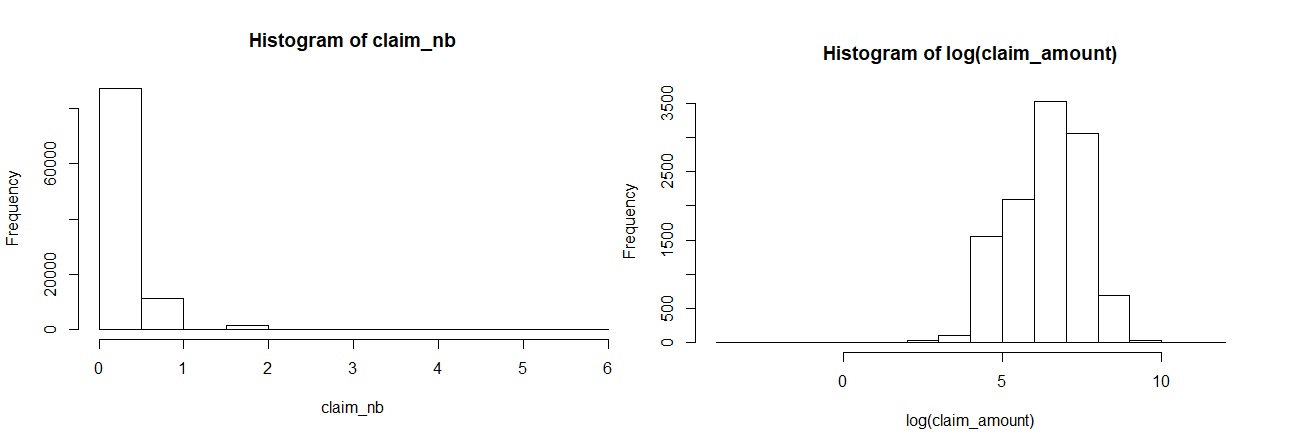 Histogram of claim_nb
Frequency
0
20000
60000
0 1 2 3 4 5 6
claim_nb
Histogram of log(claim_amount)
Frequency
0
500
1500
2500
3500
0 5 10
log(claim_amount)